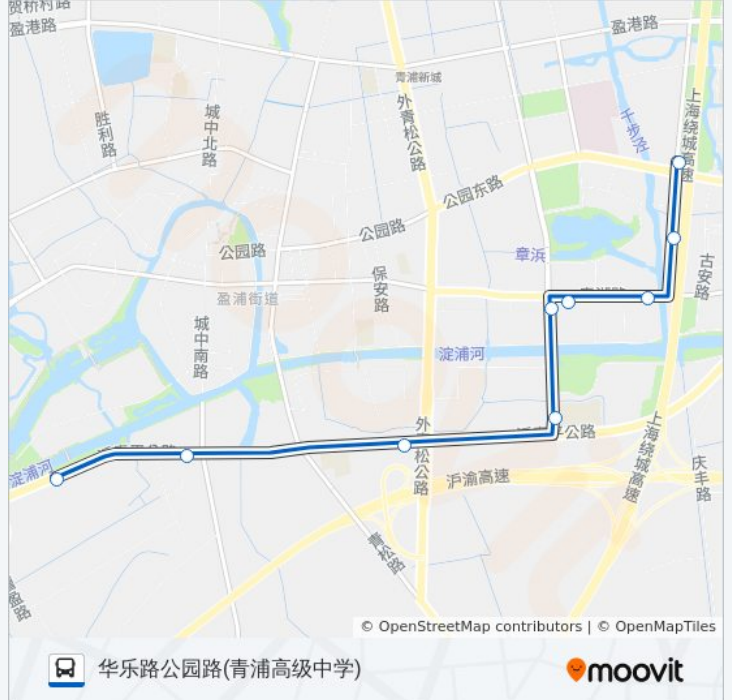 贺桥村路
盈港路
盈港路
青浦新城
外青松公路
上海绕城高速
千步泾
胜利路
城中北路
公园东路
公园路
公园路
章浜
保安路
古安路
盈浦街道
城中南路
淀浦河
外青松公路
公路
上海绕城高速
淀浦河
沪渝高速
庆丰路
青松路
盈路
© OpenStreetMap contributors | © OpenMapTiles
华乐路公园路(青浦高级中学)
moovit